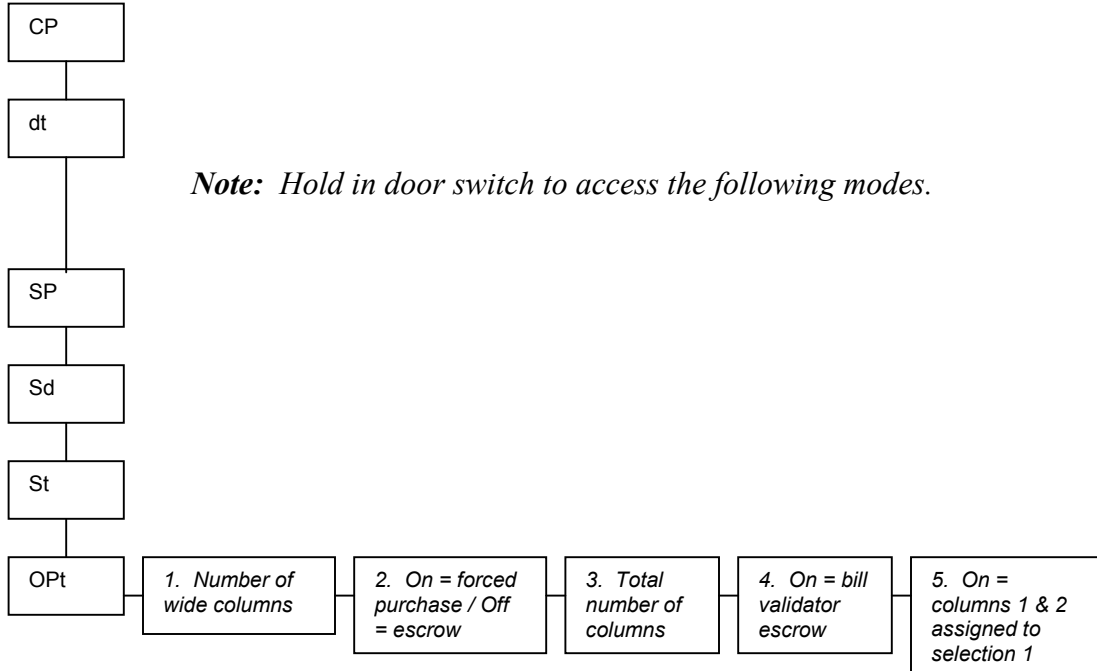 CP
dt
Note: Hold in door switch to access the following modes.
SP
Sd
St
OPt
1. Number of
wide columns
2. On = forced
purchase / Off
= escrow
3. Total
number of
columns
4. On = bill
validator
escrow
5. On =
columns 1 & 2
assigned to
selection 1